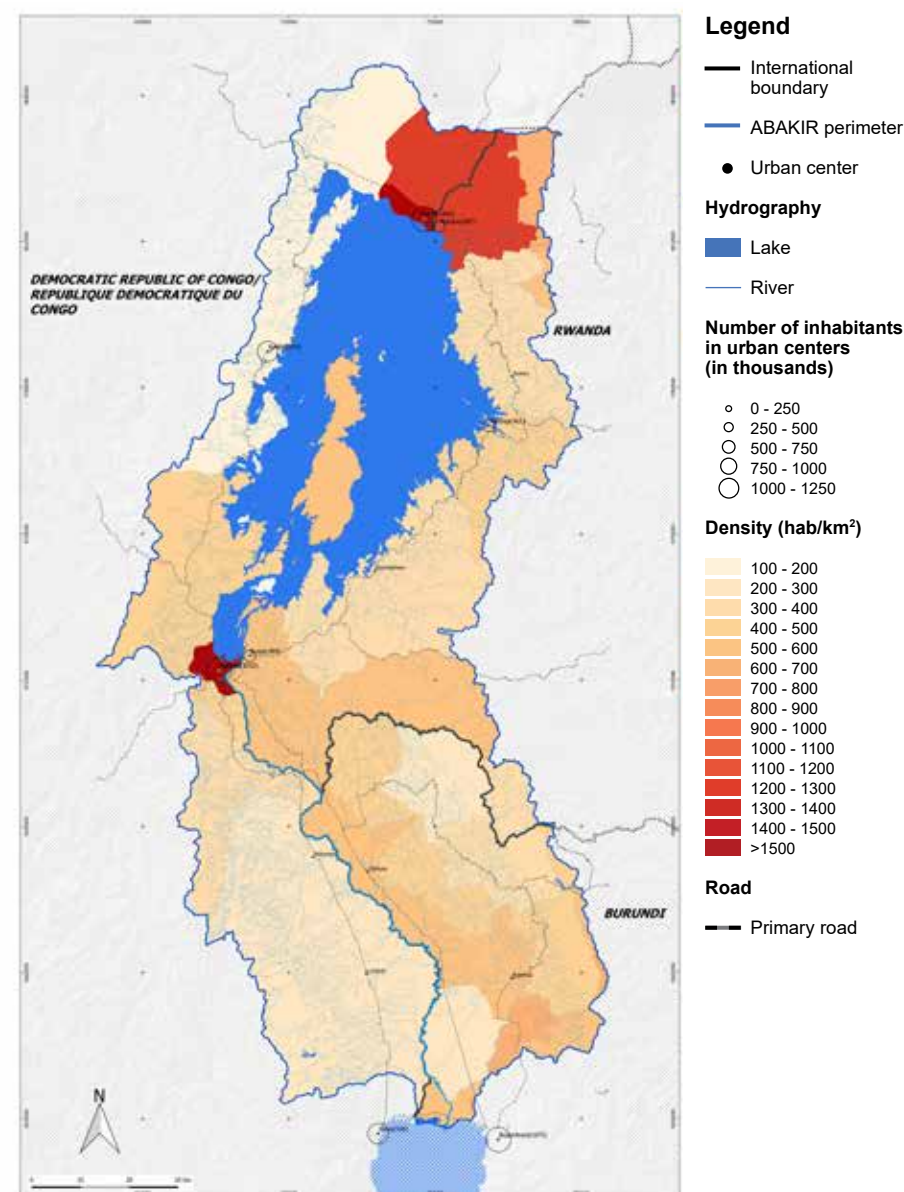 DEMOCRATIC REPUBLIC OF CONGO/
REPUBLIQUE DEMOCRATIQUE DU
CONGO
RWANDA
BURUNDI
N
Legend
International
boundary
ABAKIR perimeter
Urban center
Hydrography
Lake
River
Number of inhabitants
in urban centers
(in thousands)
0 - 250
250 - 500
500 - 750
750 - 1000
1000 - 1250
Density (hab/km²)
100 - 200
200 - 300
300 - 400
400 - 500
500 - 600
600 - 700
700 - 800
800 - 900
900 - 1000
1000 - 1100
1100 - 1200
1200 - 1300
1300 - 1400
1400 - 1500
>1500
Road
Primary road